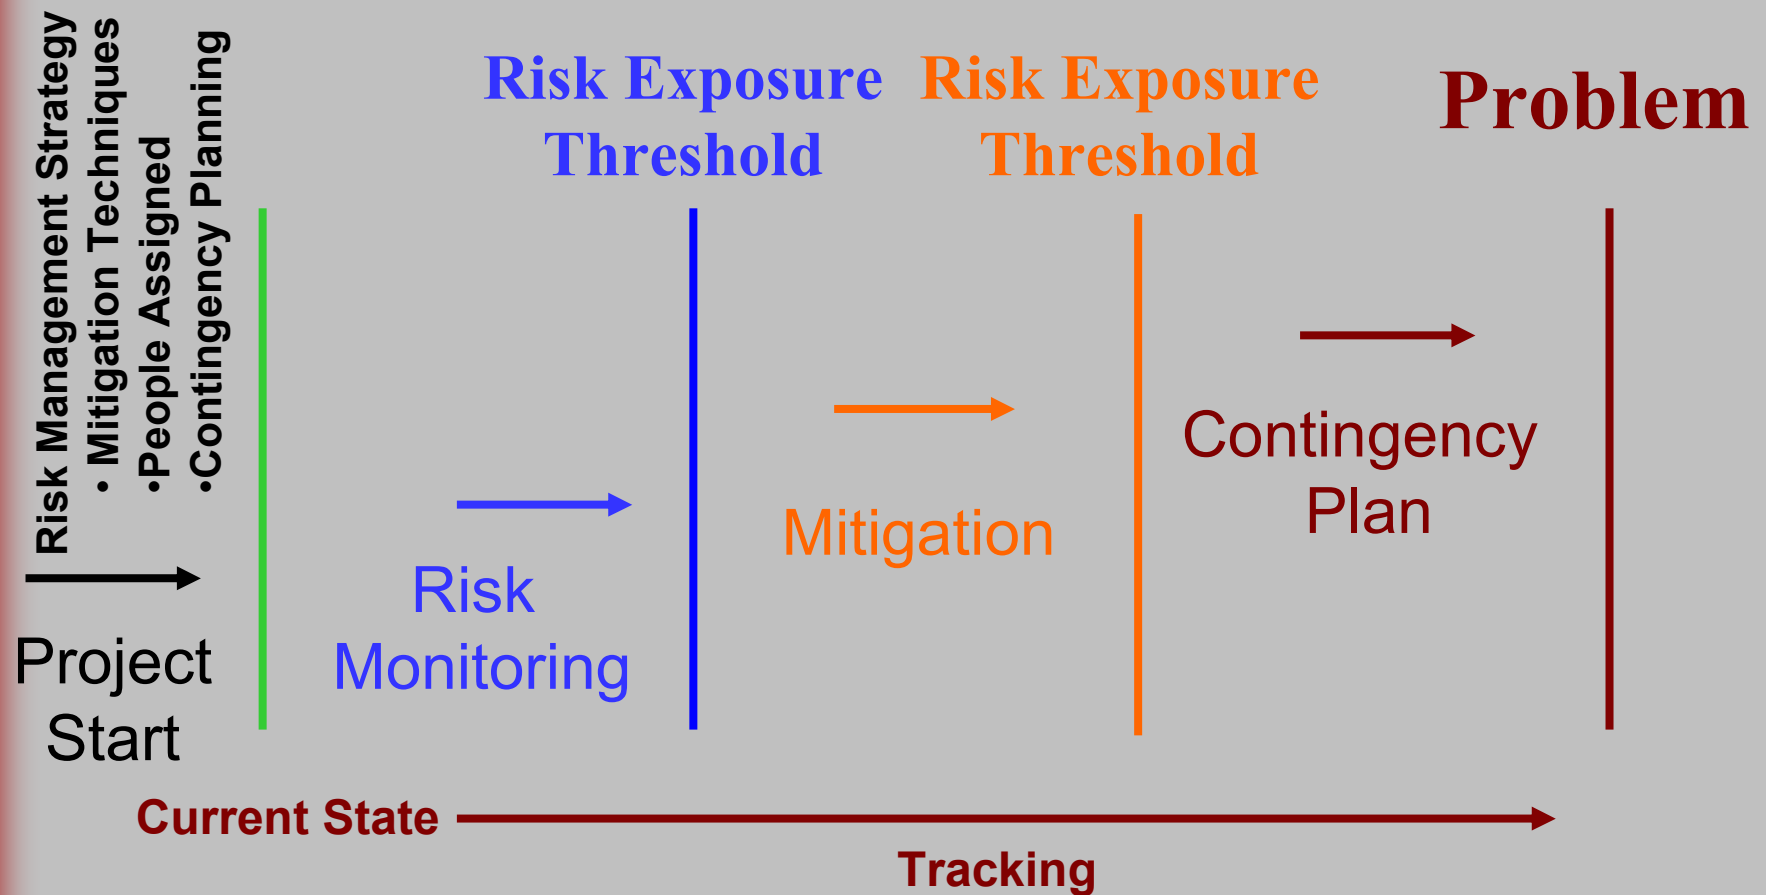 Risk Management Strategy
• Mitigation Techniques
•People Assigned
•Contingency Planning
Risk Exposure
Threshold
Risk Exposure
Threshold
Problem
Project
Start
Risk
Monitoring
Mitigation
Contingency
Plan
Current State
Tracking